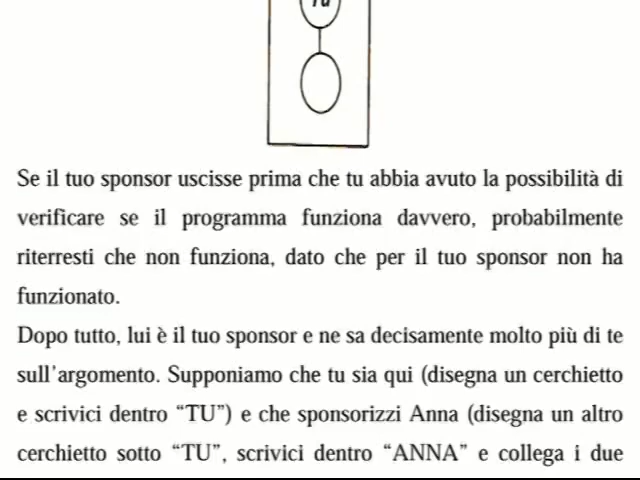 Tu
Se il tuo sponsor uscisse prima che tu abbia avuto la possibilità di
verificare se il programma funziona davvero, probabilmente
riterresti che non funziona, dato che per il tuo sponsor non ha
funzionato.
Dopo tutto, lui è il tuo sponsor e ne sa decisamente molto più di te
sull'argomento. Supponiamo che tu sia qui (disegna un cerchietto
e scrivici dentro “TU”) e che sponsorizzi Anna (disegna un altro
cerchietto sotto “TU”, scrivici dentro “ANNA” e collega i due